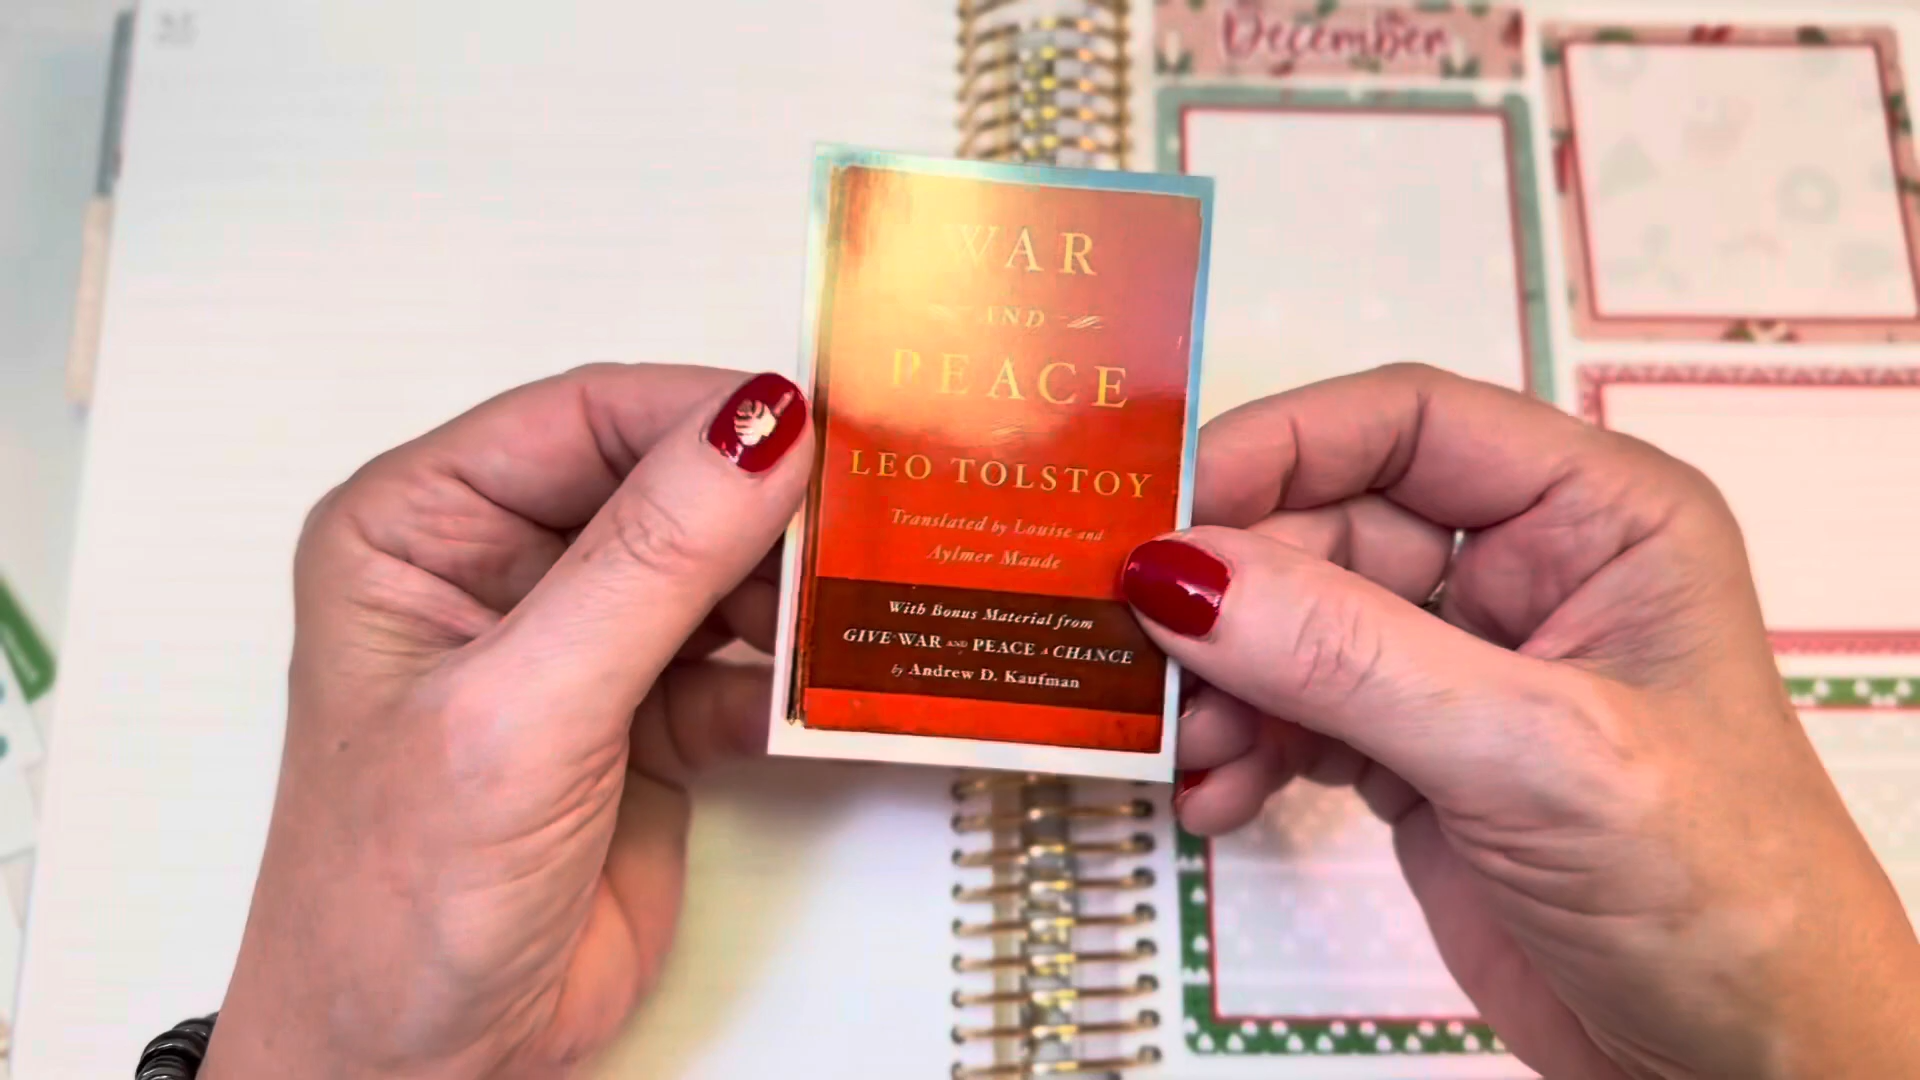 December
WAR
AND
PEACE
LEO TOLSTOY
Translated by Louise and
Aylmer Maude
With Bonus Material from
GIVE WAR AND PEACE A CHANCE
by Andrew D. Kaufman